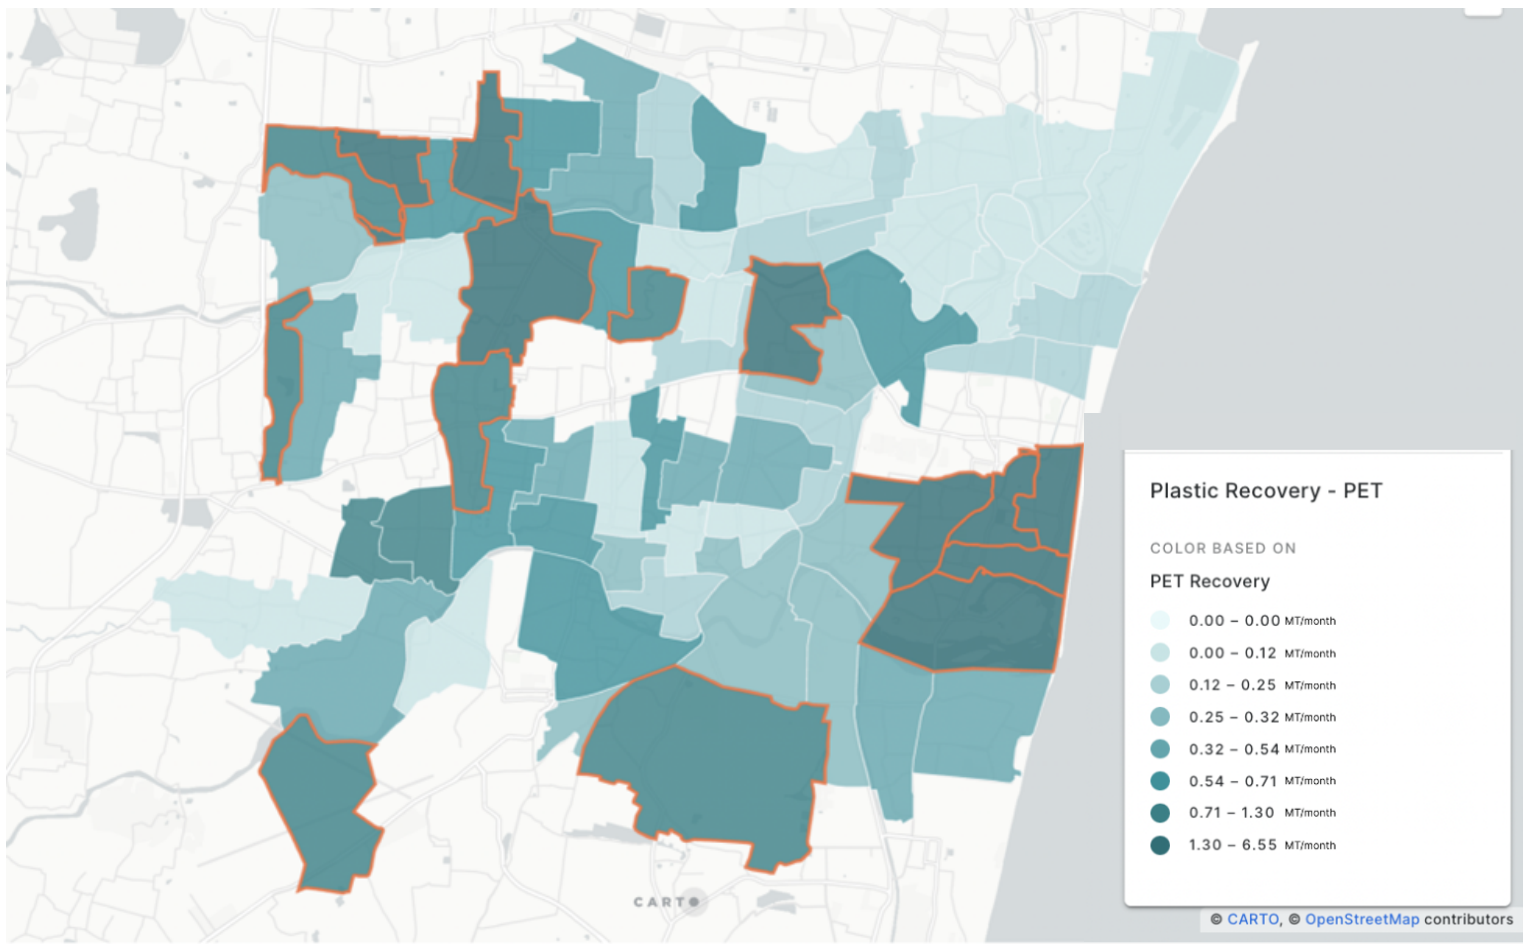 Plastic Recovery - PET
COLOR BASED ON
PET Recovery
0.00 – 0.00 MT/month
0.00 – 0.12 MT/month
0.12 – 0.25 MT/month
0.25 – 0.32 MT/month
0.32 – 0.54 MT/month
0.54 – 0.71 MT/month
0.71 – 1.30 MT/month
1.30 – 6.55 MT/month
CARTO
© CARTO, © OpenStreetMap contributors